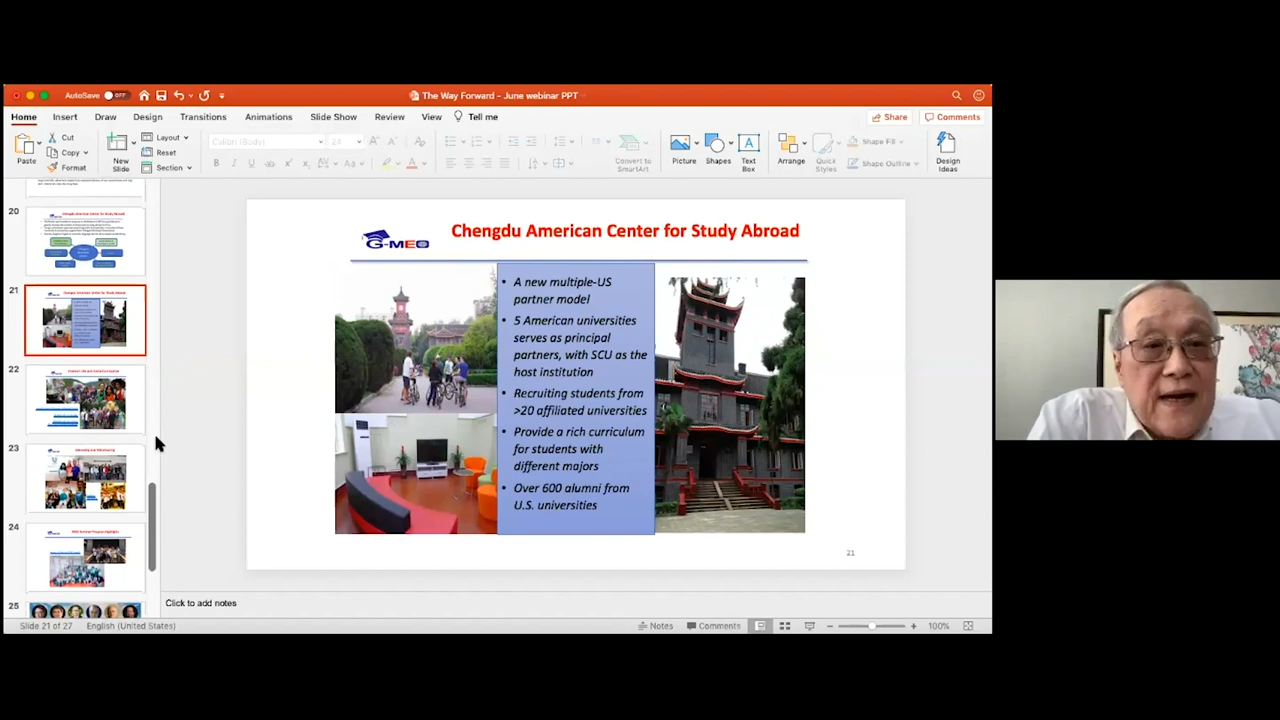 AutoSave OFF
The Way Forward - June webinar PPT
Home Insert Draw Design Transitions Animations Slide Show Review View Tell me
Share Comments
Paste
Cut
Copy
Format
New
Slide
Layout
Reset
Section
Calibri (Body) 24
Convert to
SmartArt
Picture
Shapes
Text
Box
Arrange
Quick
Styles
Shape Fill
Shape Outline
Design
Ideas
20
Chengdu American Center for Study Abroad
21
22
23
24
25
G-MEO
Chengdu American Center for Study Abroad
• A new multiple-US
partner model
• 5 American universities
serves as principal
partners, with SCU as the
host institution
• Recruiting students from
>20 affiliated universities
• Provide a rich curriculum
for students with
different majors
• Over 600 alumni from
U.S. universities
21
Click to add notes
Slide 21 of 27 English (United States)
Notes Comments 100%